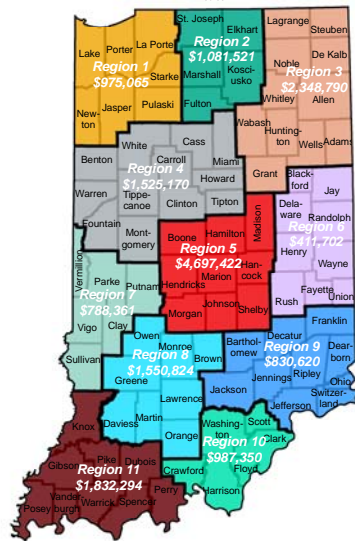 St. Joseph
Elkhart
Lagrange
Steuben
Lake
Porter
La Porte
Region 2
$1,081,521
Noble
De Kalb
Region 1
$975,065
Starke
Marshall
Kosci-
usko
Region 3
$2,348,790
New-
ton
Jasper
Pulaski
Fulton
Whitley
Allen
Wabash
Hunting-
ton
Wells
Adams
White
Cass
Benton
Carroll
Miami
Region 4
$1,525,170
Howard
Grant
Black-
ford
Jay
Warren
Tippe-
canoe
Clinton
Tipton
Dela-
ware
Randolph
Fountain
Mont-
gomery
Boone
Hamilton
Madison
Region 6
$411,702
Henry
Wayne
Region 5
$4,697,422
Vermillion
Parke
Putnam
Hendricks
Marion
Han-
cock
Rush
Fayette
Union
Region 7
$788,361
Morgan
Johnson
Shelby
Vigo
Clay
Franklin
Owen
Monroe
Brown
Barthol-
omew
Decatur
Dear-
born
Region 8
$1,550,824
Region 9
$830,620
Sullivan
Greene
Jennings
Ripley
Ohio
Lawrence
Jackson
Switzer-
land
Jefferson
Knox
Daviess
Martin
Orange
Washing-
ton
Scott
Clark
Region 10
$987,350
Gibson
Pike
Dubois
Crawford
Floyd
Harrison
Region 11
$1,832,294
Posey
Vander-
burgh
Warrick
Spencer
Perry